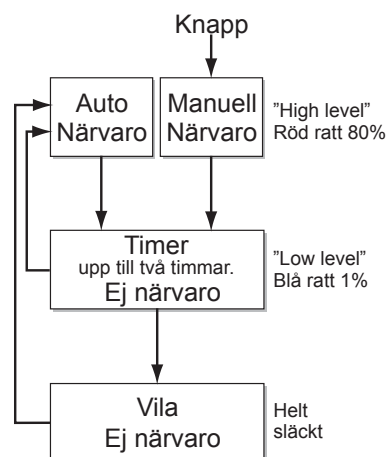 Knapp
Auto
Närvaro
Manuell
Närvaro
"High level"
Röd ratt 80%
Timer
upp till två timmar.
Ej närvaro
"Low level"
Blå ratt 1%
Vila
Ej närvaro
Helt
släckt